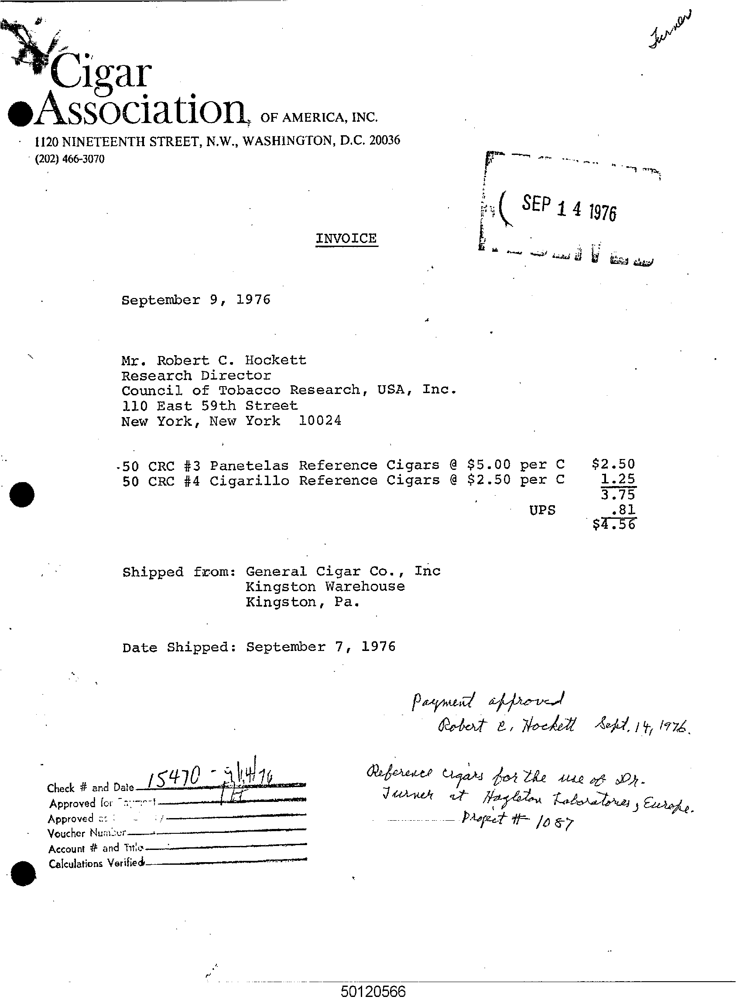 Turner
Cigar
Association, OF AMERICA, INC.
1120 NINETEENTH STREET, N.W., WASHINGTON, D.C. 20036
(202) 466-3070
SEP 14 1976
INVOICE
September 9, 1976
Mr. Robert C. Hockett
Research Director
Council of Tobacco Research, USA, Inc.
110 East 59th Street
New York, New York 10024
50 CRC #3 Panetelas Reference Cigars @ $5.00 per C $2.50
50 CRC #4 Cigarillo Reference Cigars @ $2.50 per C 1.25
3.75
UPS .81
$4.56
Shipped from: General Cigar Co., Inc
Kingston Warehouse
Kingston, Pa.
Date Shipped: September 7, 1976
Payment approved
Robert C. Hockett Sept. 14, 1976.
Reference cigars for the use of Dr.
Turner at Hazleton Laboratories, Europe.
Project # 1087
Check # and Date 15470
Approved for
Approved
Voucher Number
Account # and Title
Calculations Verified
50120566